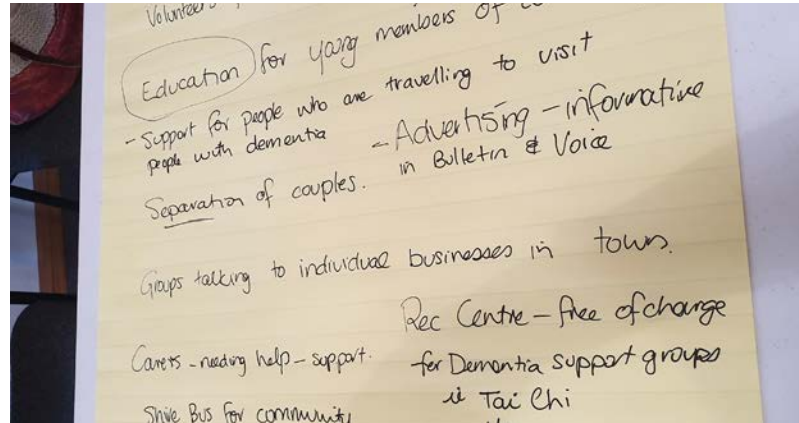 Volunteers
Education for young members of
- Support for people who are travelling to visit
people with dementia
- Advertising - informative
in Bulletin & Voice
Separation of couples.
Groups talking to individual businesses in town.
Rec Centre - free of charge
for Dementia support groups
ie Tai Chi
Carers - needing help - support.
Shire Bus for community